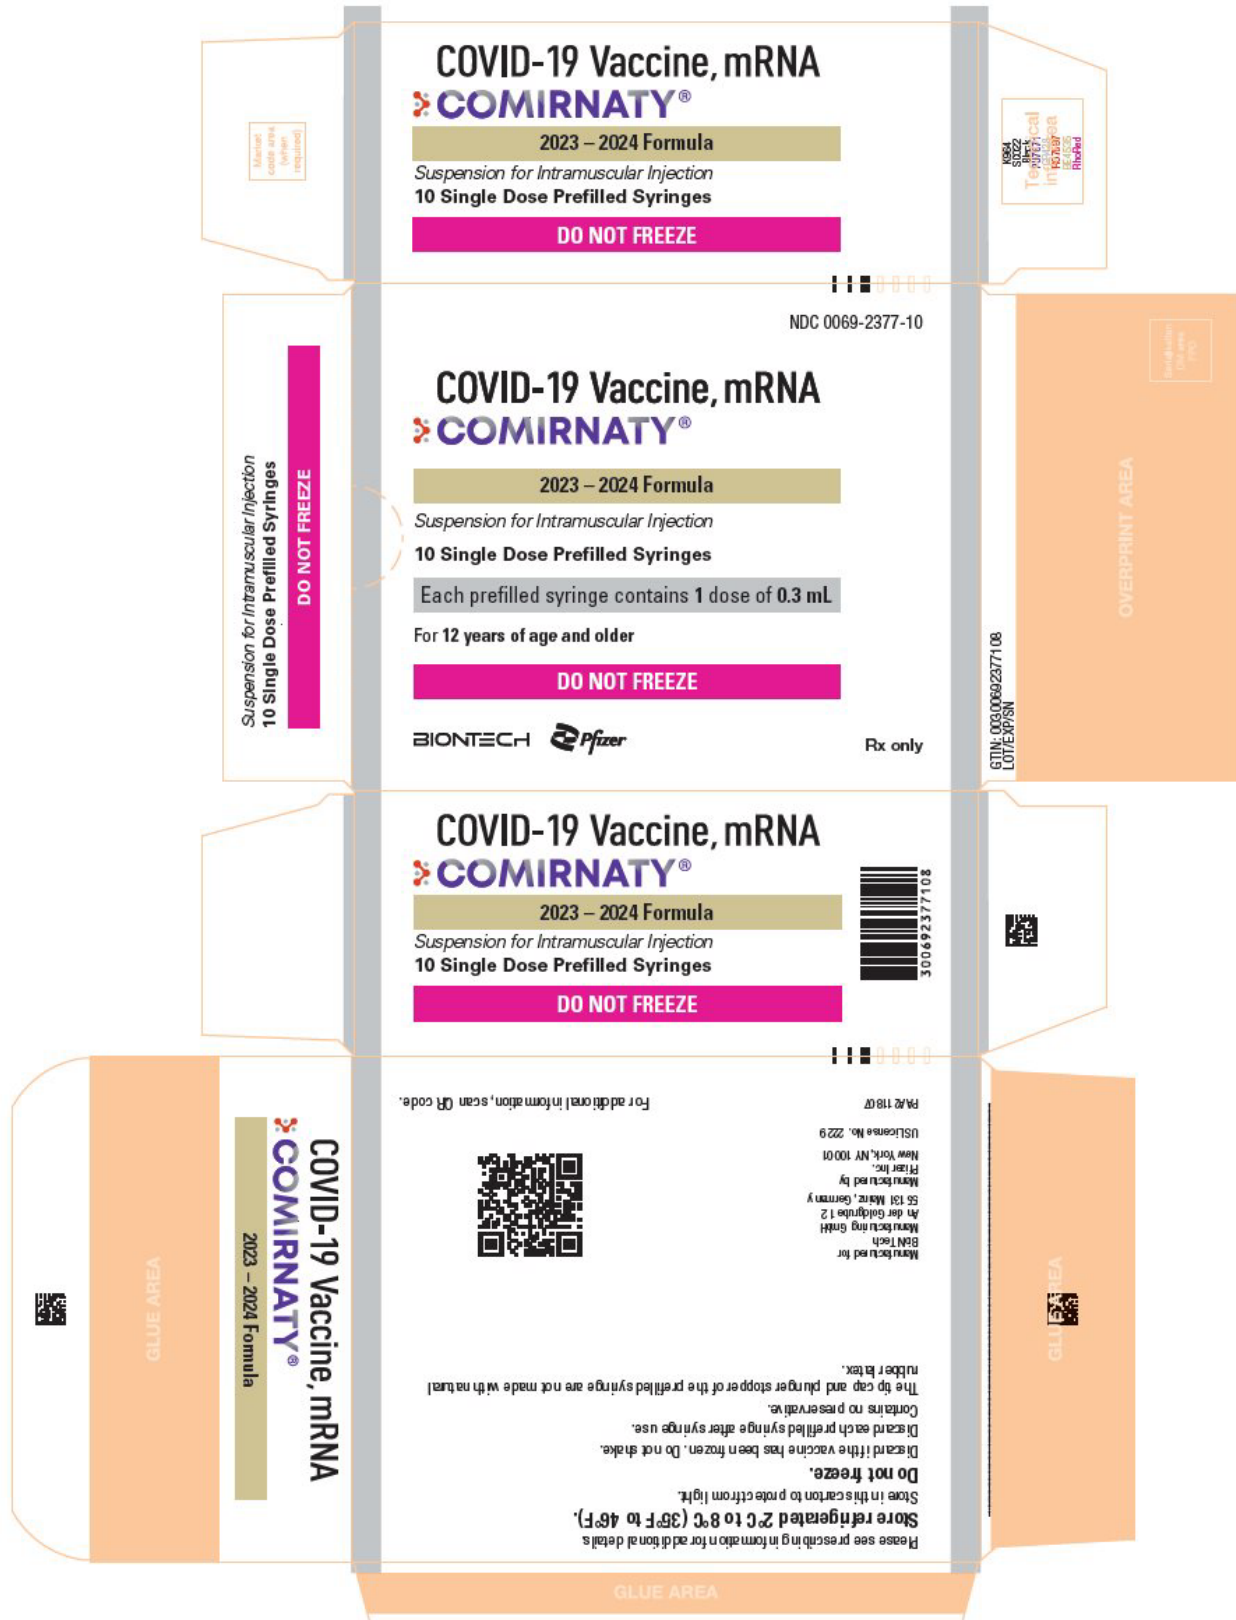 COVID-19 Vaccine, mRNA
COMIRNATY®
2023 – 2024 Formula
Suspension for Intramuscular Injection
10 Single Dose Prefilled Syringes
DO NOT FREEZE
Market
code area
(when
required)
K964
SD022
Black
RhoRed
NDC 0069-2377-10
COVID-19 Vaccine, mRNA
COMIRNATY®
2023 – 2024 Formula
Suspension for Intramuscular Injection
10 Single Dose Prefilled Syringes
Each prefilled syringe contains 1 dose of 0.3 mL
For 12 years of age and older
DO NOT FREEZE
BIONTECH Pfizer
Rx only
Suspension for Intramuscular Injection
10 Single Dose Prefilled Syringes
DO NOT FREEZE
GTIN: 00300692377108
LOT/EXP/SN
OVERPRINT AREA
COVID-19 Vaccine, mRNA
COMIRNATY®
2023 – 2024 Formula
Suspension for Intramuscular Injection
10 Single Dose Prefilled Syringes
DO NOT FREEZE
300692377108
COVID-19 Vaccine, mRNA
COMIRNATY®
2023 – 2024 Formula
GLUE AREA
Please see prescribing information for additional details.
Store refrigerated 2°C to 8°C (35°F to 46°F).
Store in this carton to protect from light.
Do not freeze.
Discard if the vaccine has been frozen. Do not shake.
Discard each prefilled syringe after syringe use.
Contains no preservative.
The tip cap and plunger stopper of the prefilled syringe are not made with natural
rubber latex.
Manufactured for
BioNTech
Manufacturing GmbH
An der Goldgrube 12
55131 Mainz, Germany
Manufactured by
Pfizer Inc.
New York, NY 10001
US License No. 2229
PAA211807
For additional information, scan QR code.
GLUE AREA
GLUE AREA